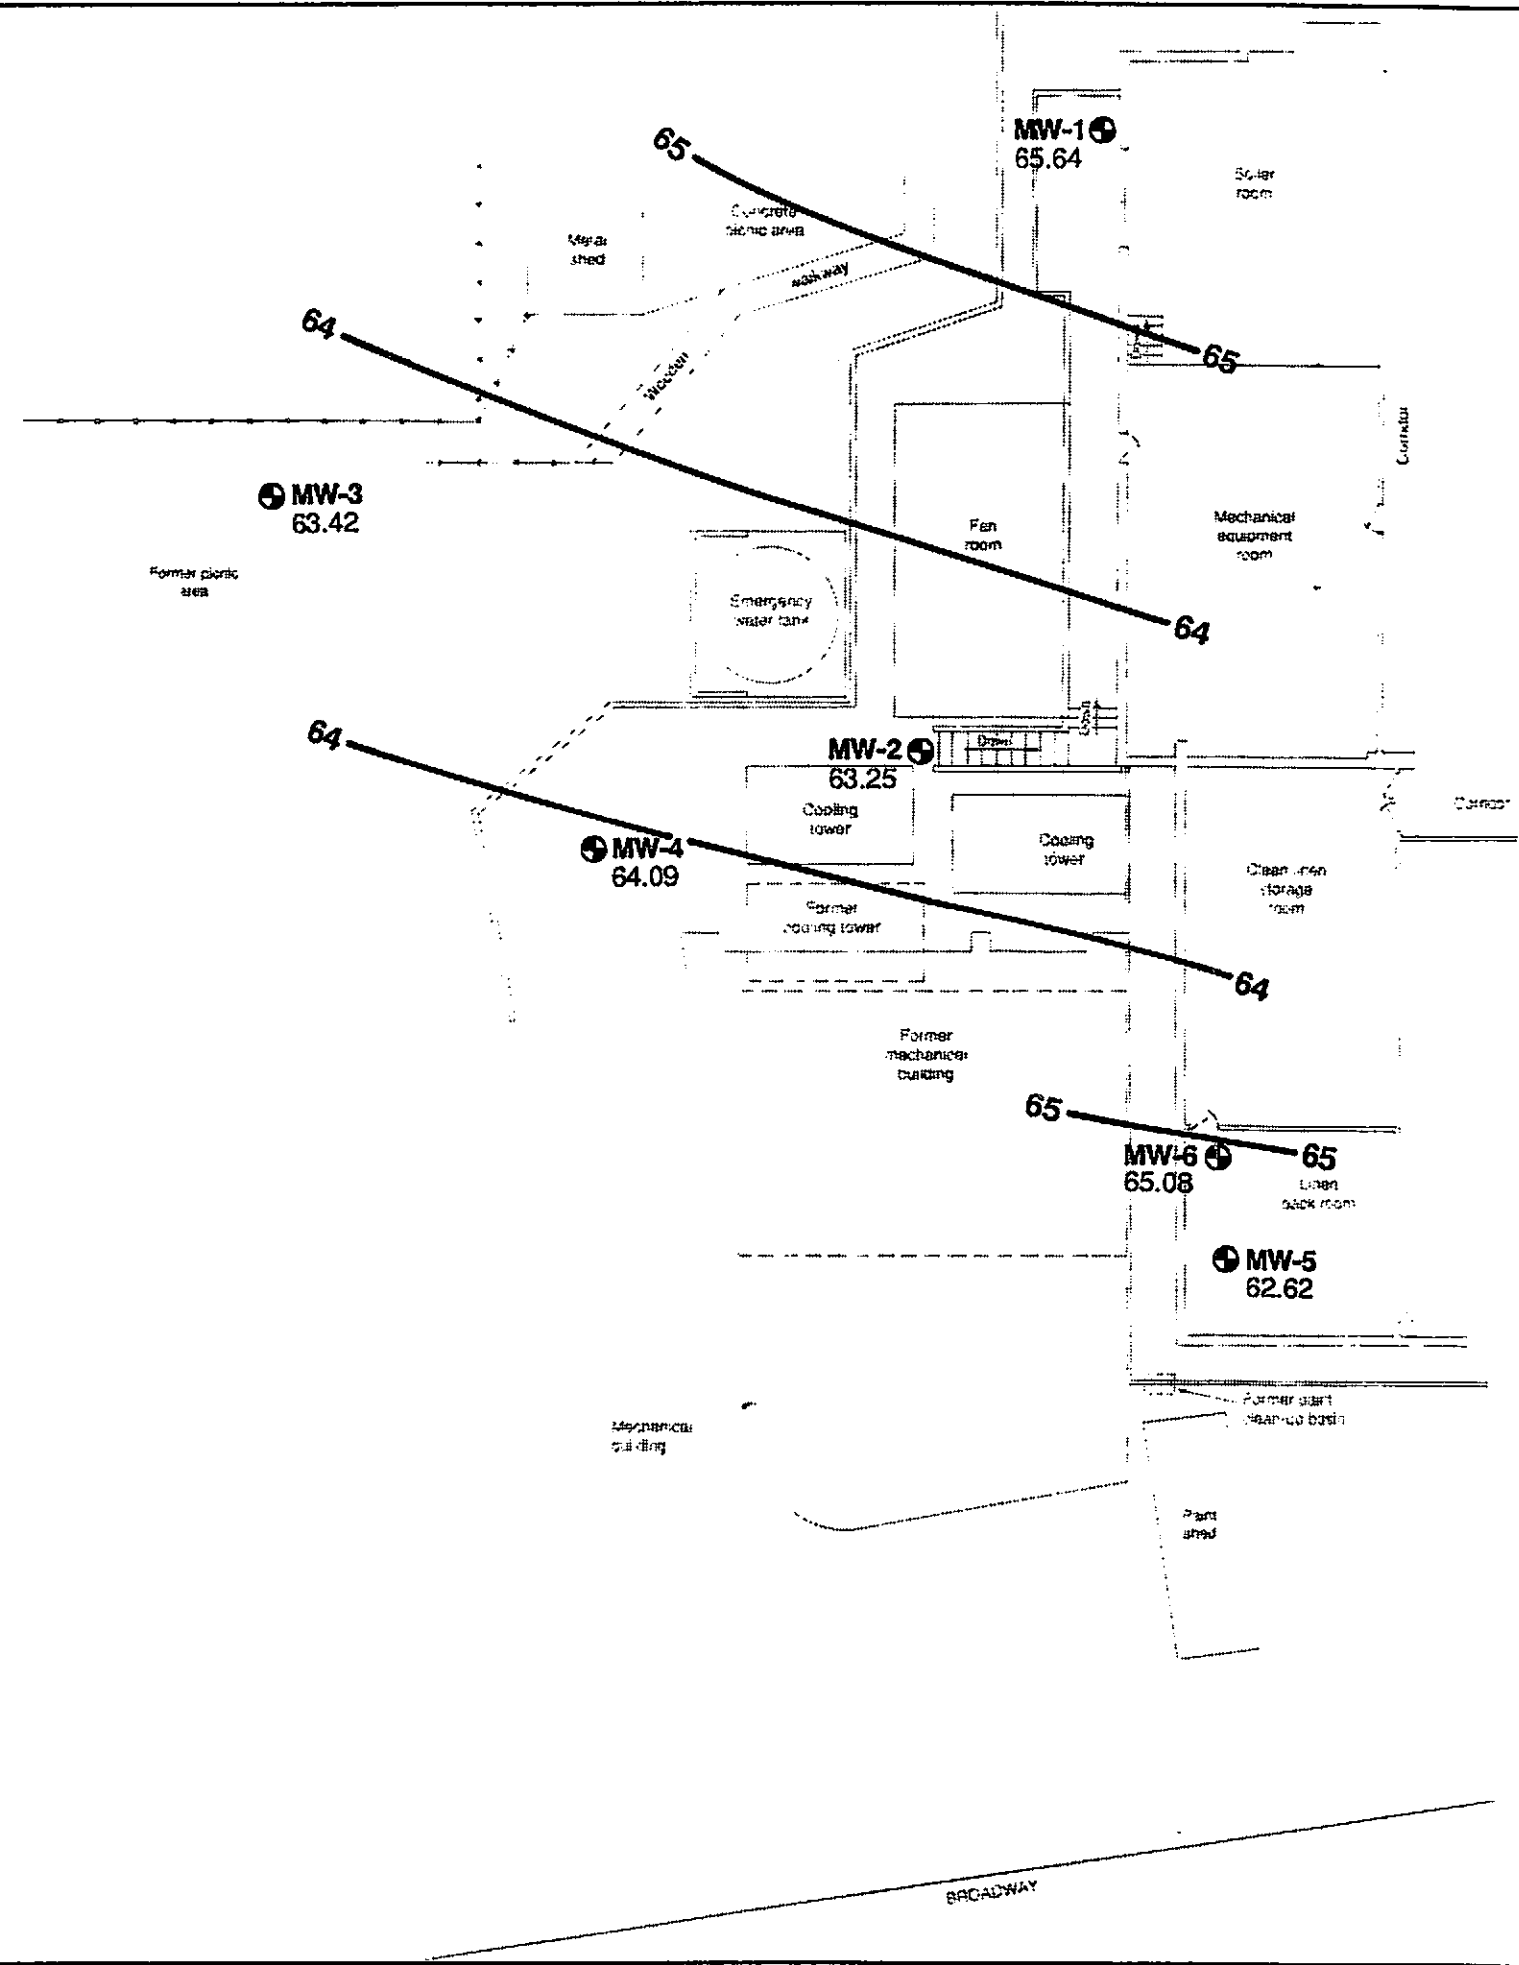 MW-1
65.64
65
room
Concrete
picnic area
shed
walkway
64
65
Wooden
Corridor
MW-3
63.42
Fan
room
Mechanical
equipment
room
Former picnic
area
Emergency
water tank
64
64
MW-2
63.25
Down
Cooling
tower
Cooling
tower
Corridor
MW-4
64.09
Clean linen
storage
room
Former
cooling tower
64
Former
mechanical
building
65
MW-6
65.08
65
Linen
pack room
MW-5
62.62
Former paint
clean-up basin
Mechanical
building
Paint
shed
BROADWAY